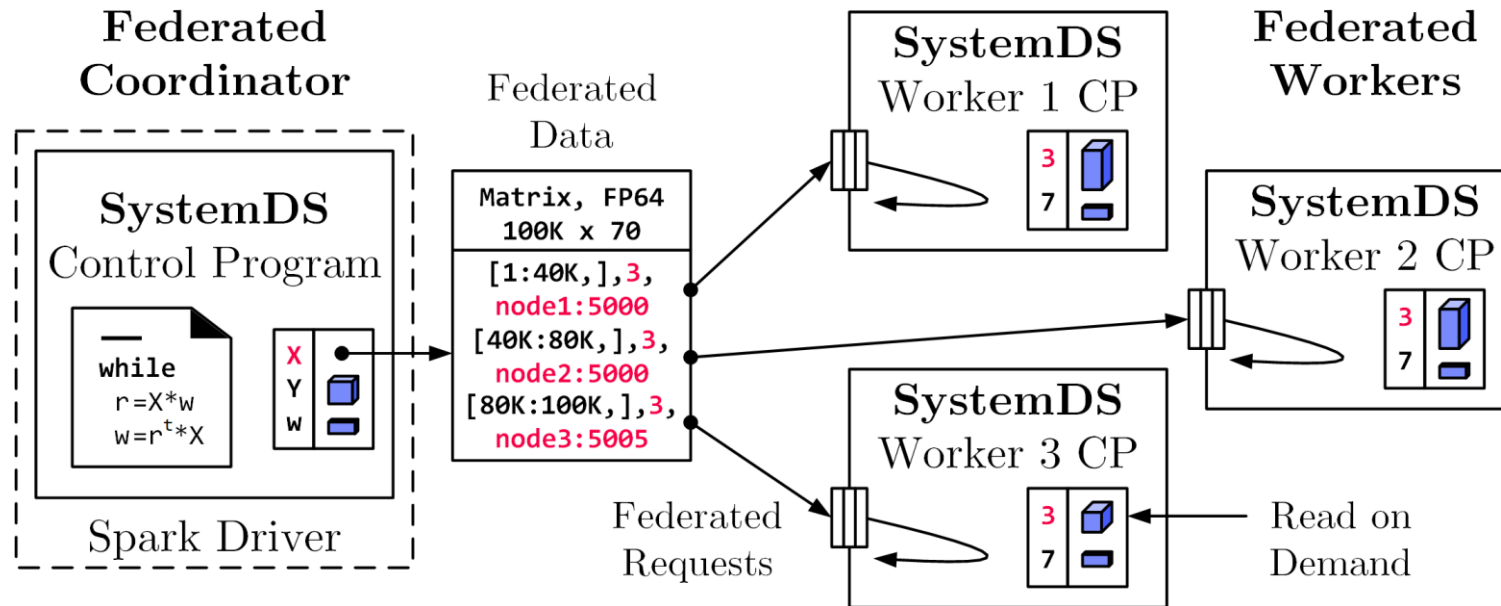 Federated
Coordinator
SystemDS
Control Program
while
r=X*w
w=rᵗ*X
X
Y
w
Spark Driver
Federated
Data
Matrix, FP64
100K x 70
[1:40K,],3,
node1:5000
[40K:80K,],3,
node2:5000
[80K:100K,],3,
node3:5005
Federated
Requests
SystemDS
Worker 1 CP
3
7
Federated
Workers
SystemDS
Worker 2 CP
3
7
SystemDS
Worker 3 CP
3
7
Read on
Demand